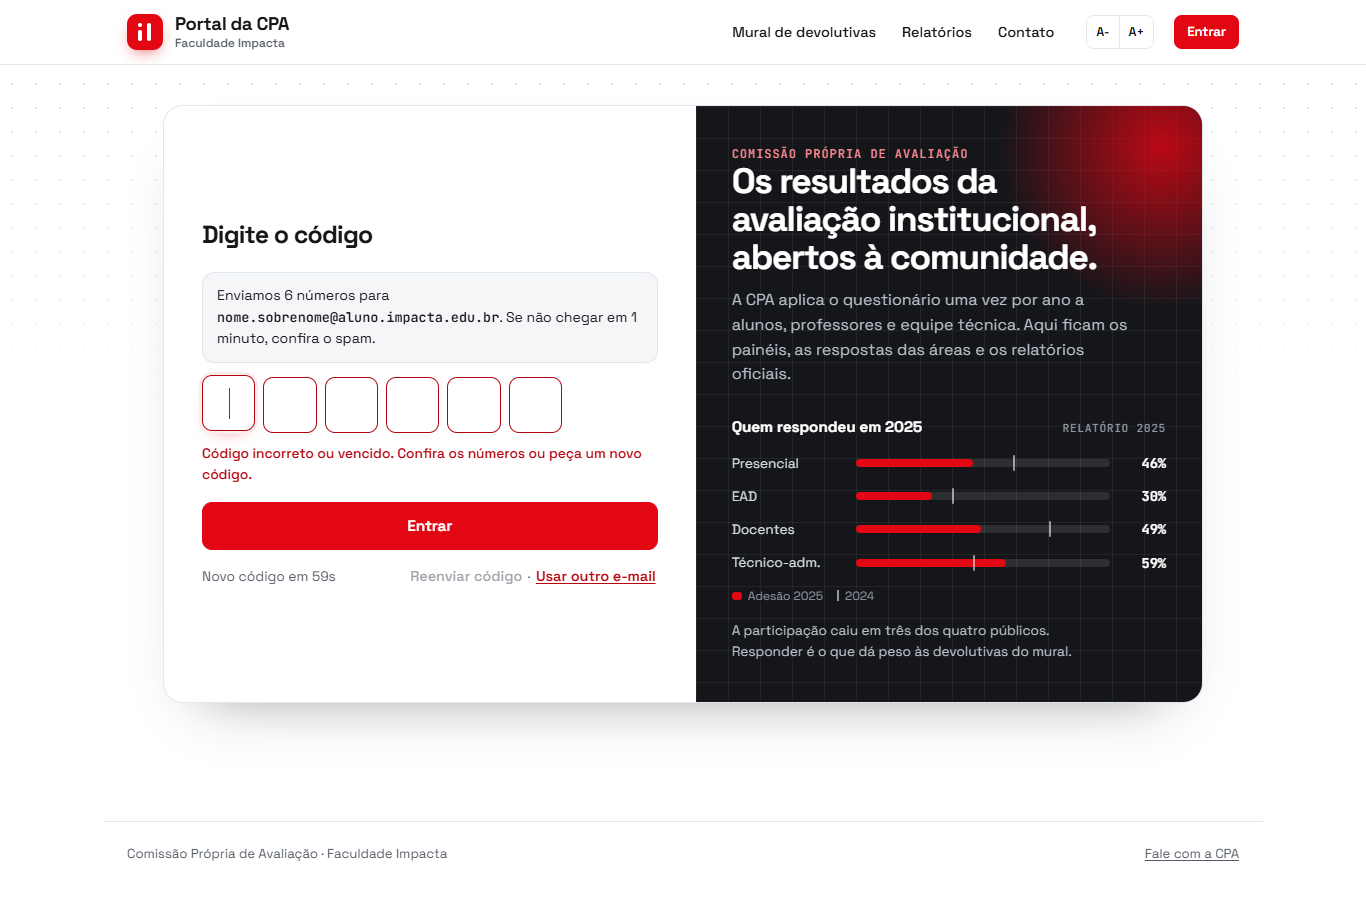 Portal da CPA
Faculdade Impacta
Mural de devolutivas
Relatórios
Contato
A-
A+
Entrar
Digite o código
Enviamos 6 números para
nome.sobrenome@aluno.impacta.edu.br. Se não chegar em 1
minuto, confira o spam.
Código incorreto ou vencido. Confira os números ou peça um novo
código.
Entrar
Novo código em 59s
Reenviar código · Usar outro e-mail
COMISSÃO PRÓPRIA DE AVALIAÇÃO
Os resultados da
avaliação institucional,
abertos à comunidade.
A CPA aplica o questionário uma vez por ano a
alunos, professores e equipe técnica. Aqui ficam os
painéis, as respostas das áreas e os relatórios
oficiais.
Quem respondeu em 2025
RELATÓRIO 2025
Presencial 46%
EAD 30%
Docentes 49%
Técnico-adm. 59%
Adesão 2025
2024
A participação caiu em três dos quatro públicos.
Responder é o que dá peso às devolutivas do mural.
Comissão Própria de Avaliação · Faculdade Impacta
Fale com a CPA